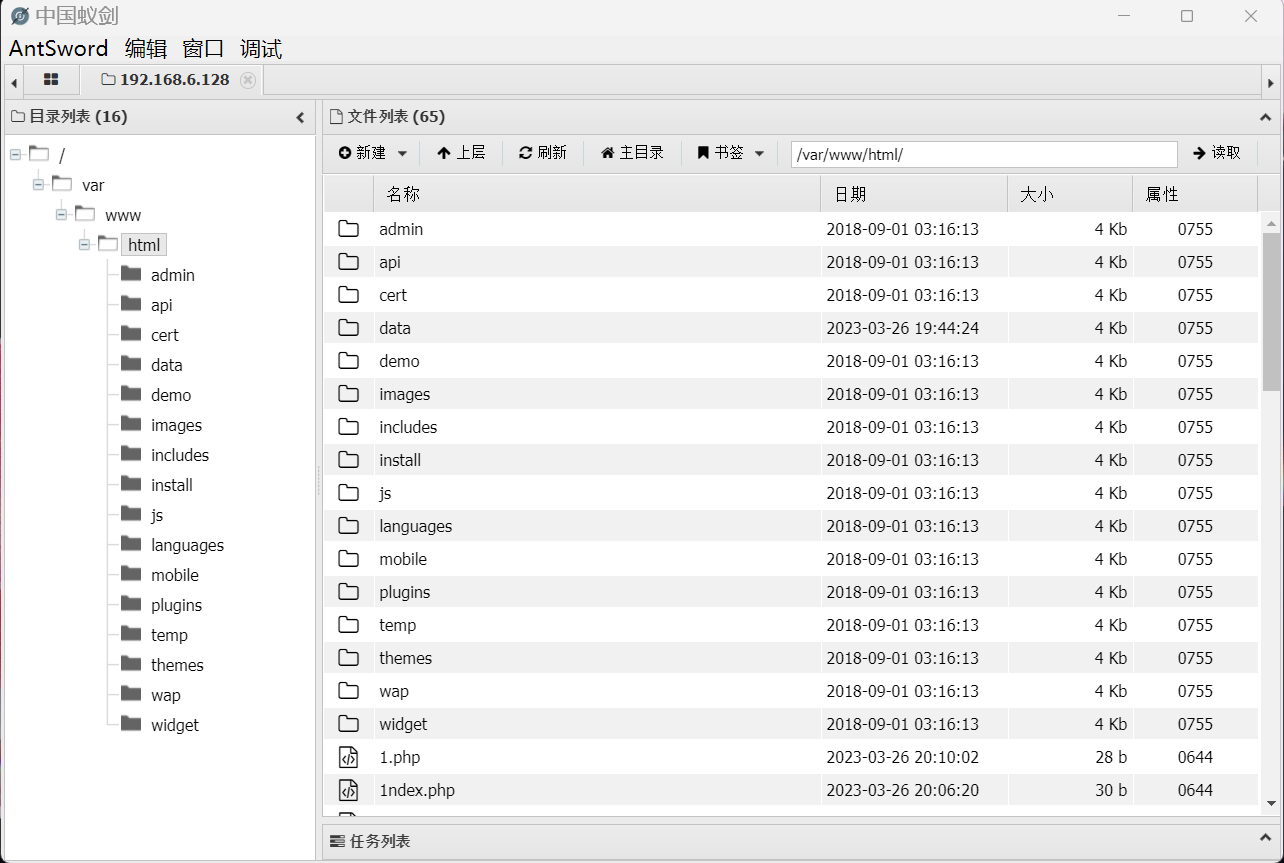 中国蚁剑
AntSword 编辑 窗口 调试
192.168.6.128
目录列表 (16)
/
var
www
html
admin
api
cert
data
demo
images
includes
install
js
languages
mobile
plugins
temp
themes
wap
widget
文件列表 (65)
新建 上层 刷新 主目录 书签 /var/www/html/ 读取
名称 日期 大小 属性
admin 2018-09-01 03:16:13 4 Kb 0755
api 2018-09-01 03:16:13 4 Kb 0755
cert 2018-09-01 03:16:13 4 Kb 0755
data 2023-03-26 19:44:24 4 Kb 0755
demo 2018-09-01 03:16:13 4 Kb 0755
images 2018-09-01 03:16:13 4 Kb 0755
includes 2018-09-01 03:16:13 4 Kb 0755
install 2018-09-01 03:16:13 4 Kb 0755
js 2018-09-01 03:16:13 4 Kb 0755
languages 2018-09-01 03:16:13 4 Kb 0755
mobile 2018-09-01 03:16:13 4 Kb 0755
plugins 2018-09-01 03:16:13 4 Kb 0755
temp 2018-09-01 03:16:13 4 Kb 0755
themes 2018-09-01 03:16:13 4 Kb 0755
wap 2018-09-01 03:16:13 4 Kb 0755
widget 2018-09-01 03:16:13 4 Kb 0755
1.php 2023-03-26 20:10:02 28 b 0644
1ndex.php 2023-03-26 20:06:20 30 b 0644
任务列表